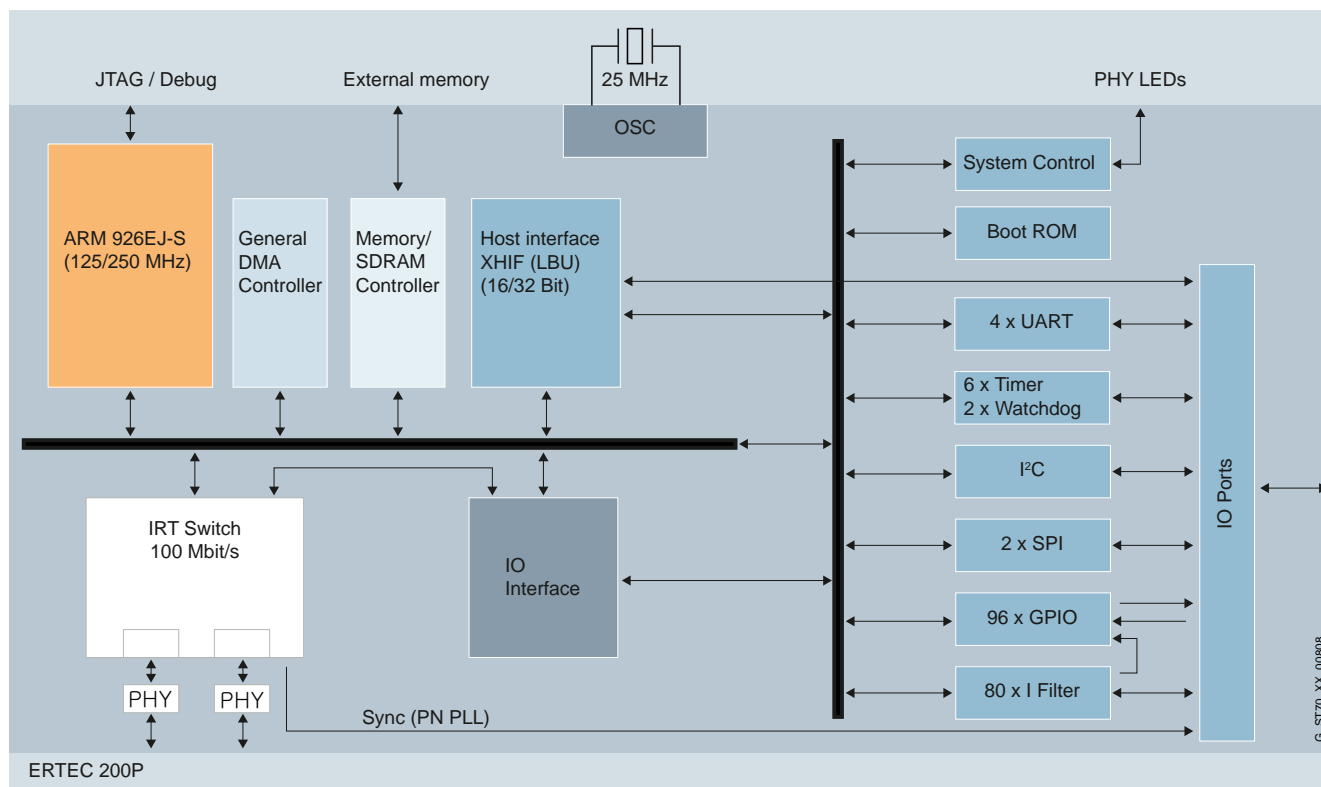 JTAG / Debug
External memory
25 MHz
PHY LEDs
OSC
ARM 926EJ-S
(125/250 MHz)
General
DMA
Controller
Memory/
SDRAM
Controller
Host interface
XHIF (LBU)
(16/32 Bit)
System Control
Boot ROM
4 x UART
6 x Timer
2 x Watchdog
I²C
2 x SPI
96 x GPIO
80 x I Filter
IO Ports
IRT Switch
100 Mbit/s
IO
Interface
PHY
PHY
Sync (PN PLL)
G_ST70_XX_00808
ERTEC 200P